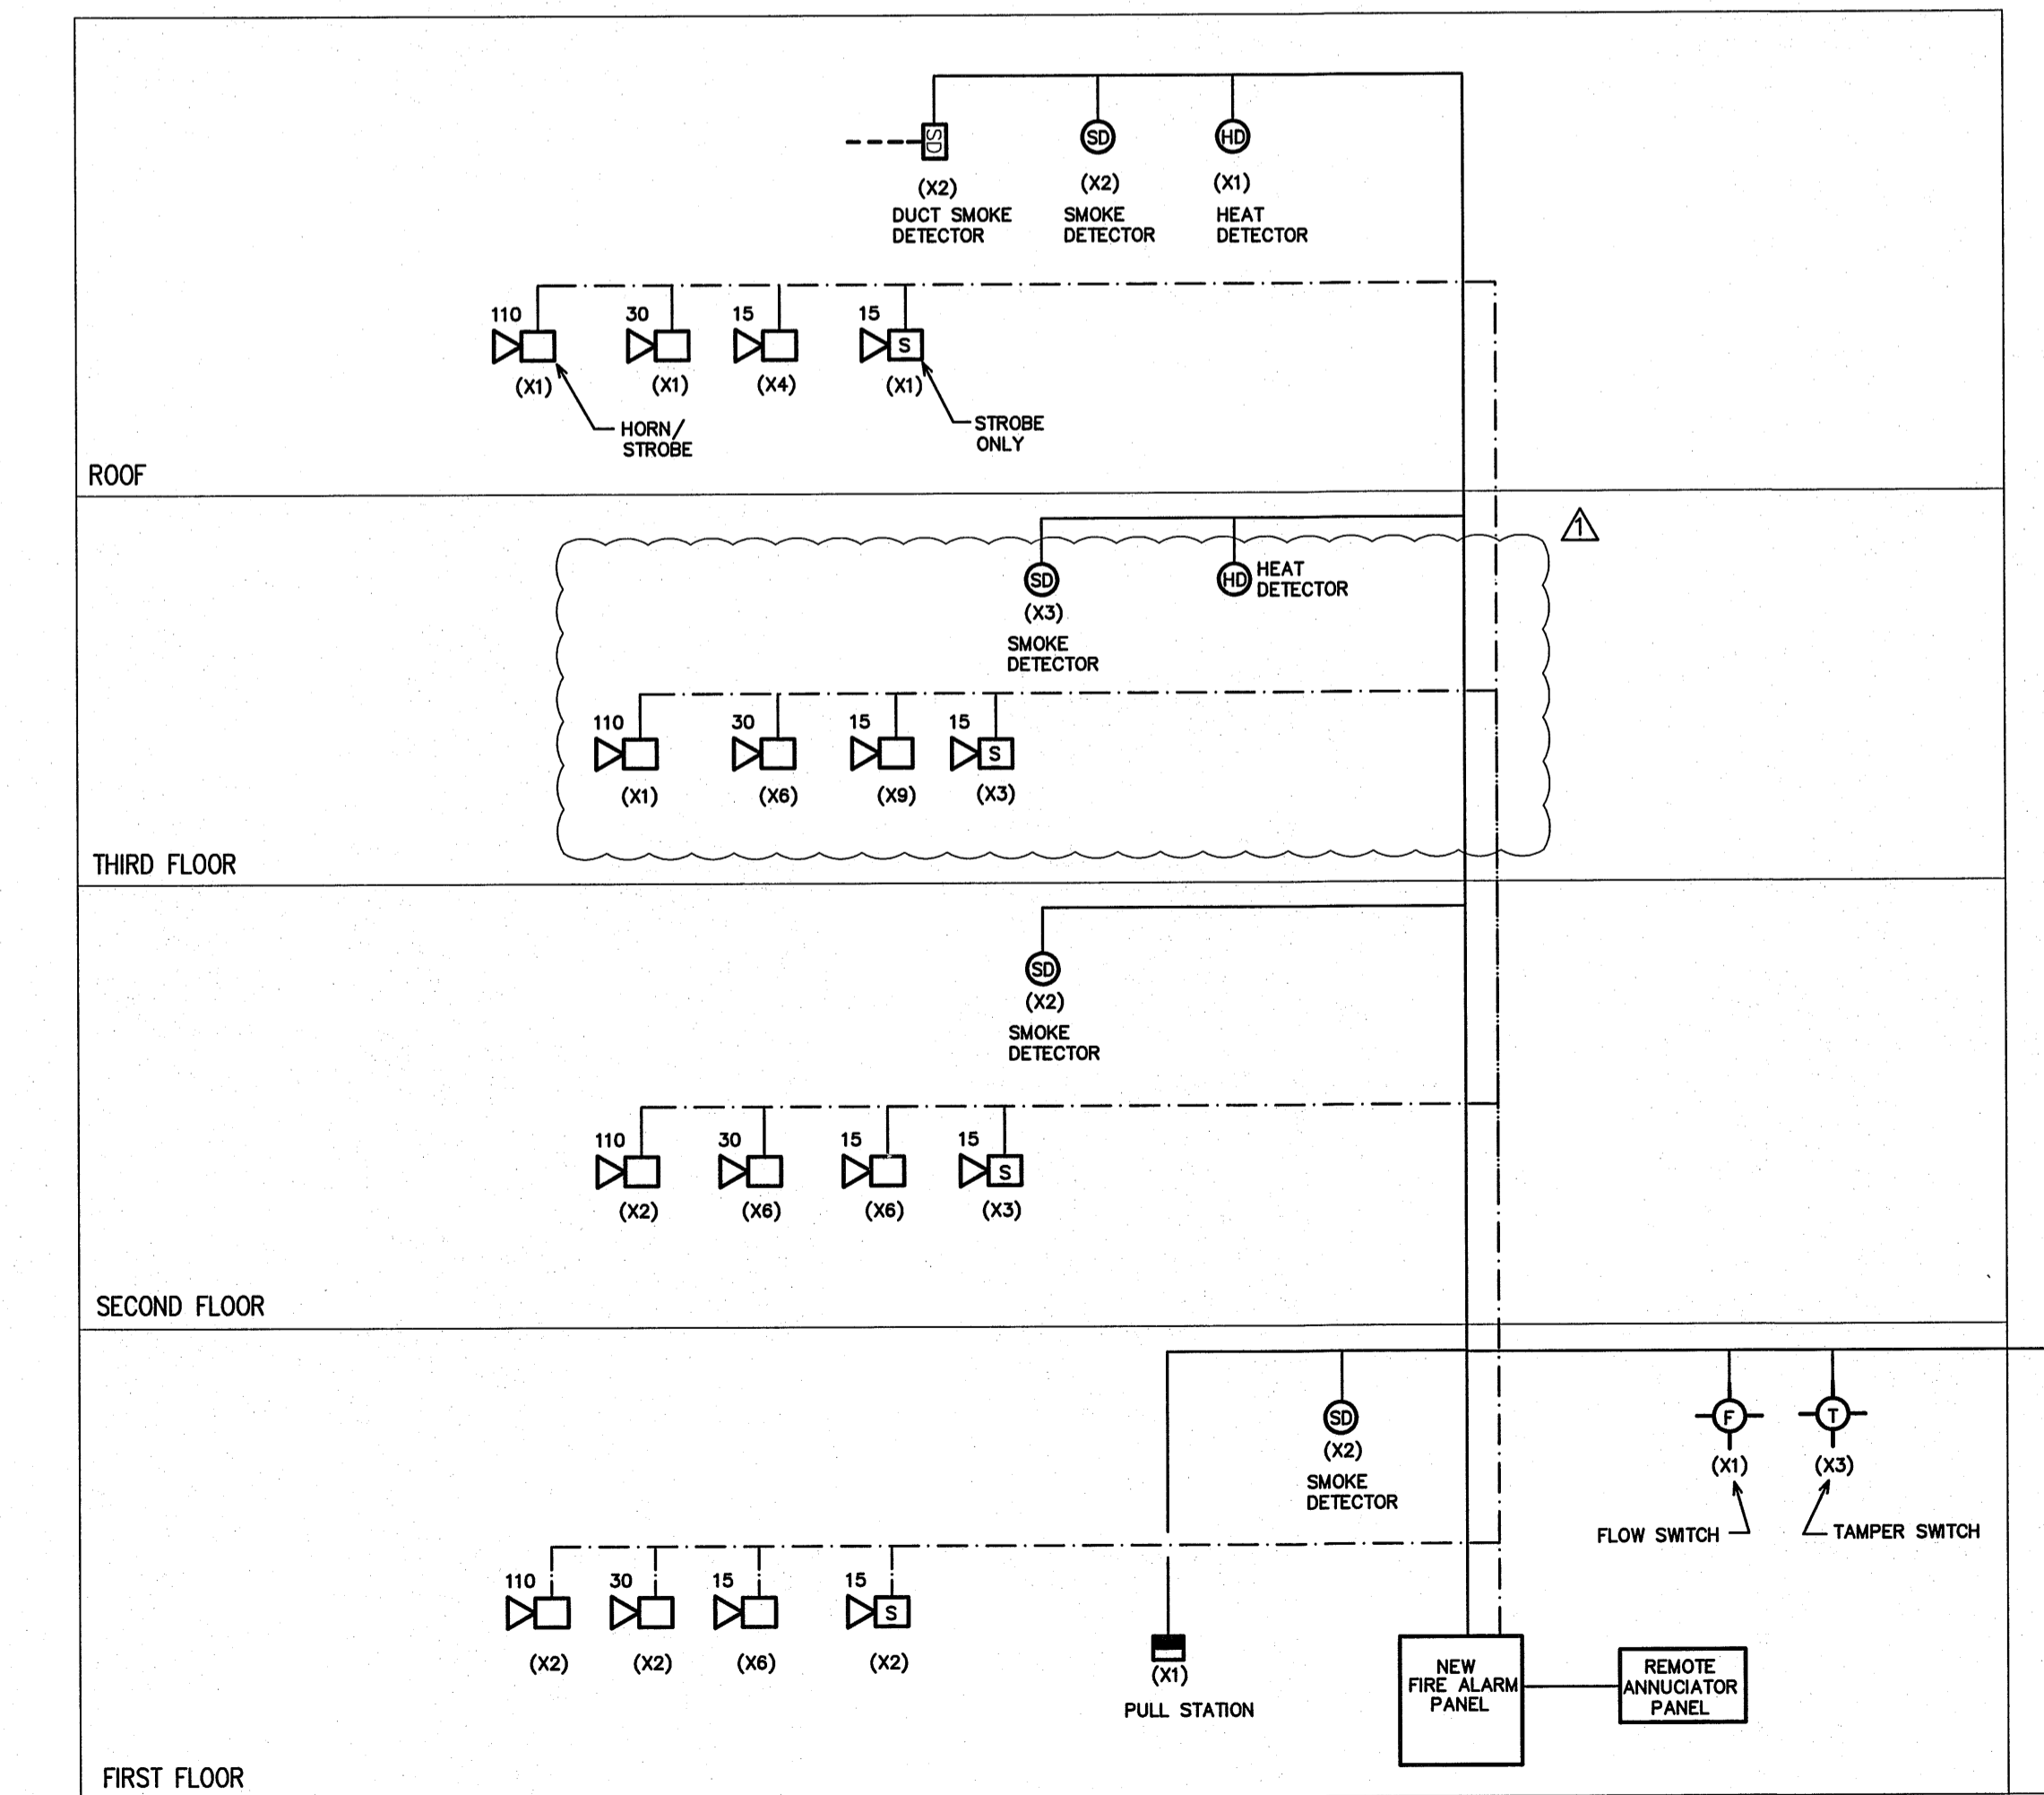 SD
SD
HD
(X2)
(X2)
(X1)
DUCT SMOKE
DETECTOR
SMOKE
DETECTOR
HEAT
DETECTOR
110
30
15
15
S
(X1)
(X1)
(X4)
(X1)
HORN/
STROBE
STROBE
ONLY
ROOF
1
SD
HD
HEAT
DETECTOR
(X3)
SMOKE
DETECTOR
110
30
15
15
S
(X1)
(X6)
(X9)
(X3)
THIRD FLOOR
SD
(X2)
SMOKE
DETECTOR
110
30
15
15
S
(X2)
(X6)
(X6)
(X3)
SECOND FLOOR
SD
F
T
(X2)
(X1)
(X3)
SMOKE
DETECTOR
FLOW SWITCH
TAMPER SWITCH
110
30
15
15
S
(X2)
(X2)
(X6)
(X2)
(X1)
PULL STATION
NEW
FIRE ALARM
PANEL
REMOTE
ANNUCIATOR
PANEL
FIRST FLOOR